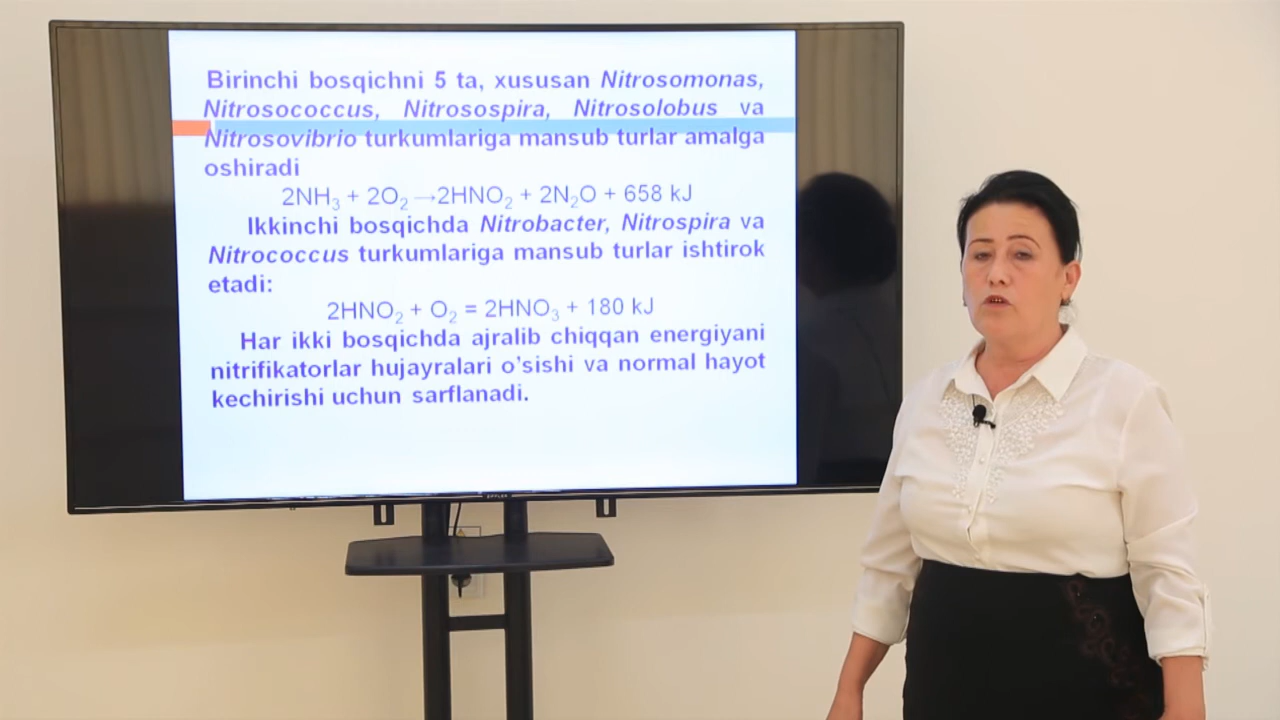 Birinchi bosqichni 5 ta, xususan Nitrosomonas,
Nitrosococcus, Nitrosospira, Nitrosolobus va
Nitrosovibrio turkumlariga mansub turlar amalga
oshiradi
2NH₃ + 2O₂ →2HNO₂ + 2N₂O + 658 kJ
Ikkinchi bosqichda Nitrobacter, Nitrospira va
Nitrococcus turkumlariga mansub turlar ishtirok
etadi:
2HNO₂ + O₂ = 2HNO₃ + 180 kJ
Har ikki bosqichda ajralib chiqqan energiyani
nitrifikatorlar hujayralari o'sishi va normal hayot
kechirishi uchun sarflanadi.